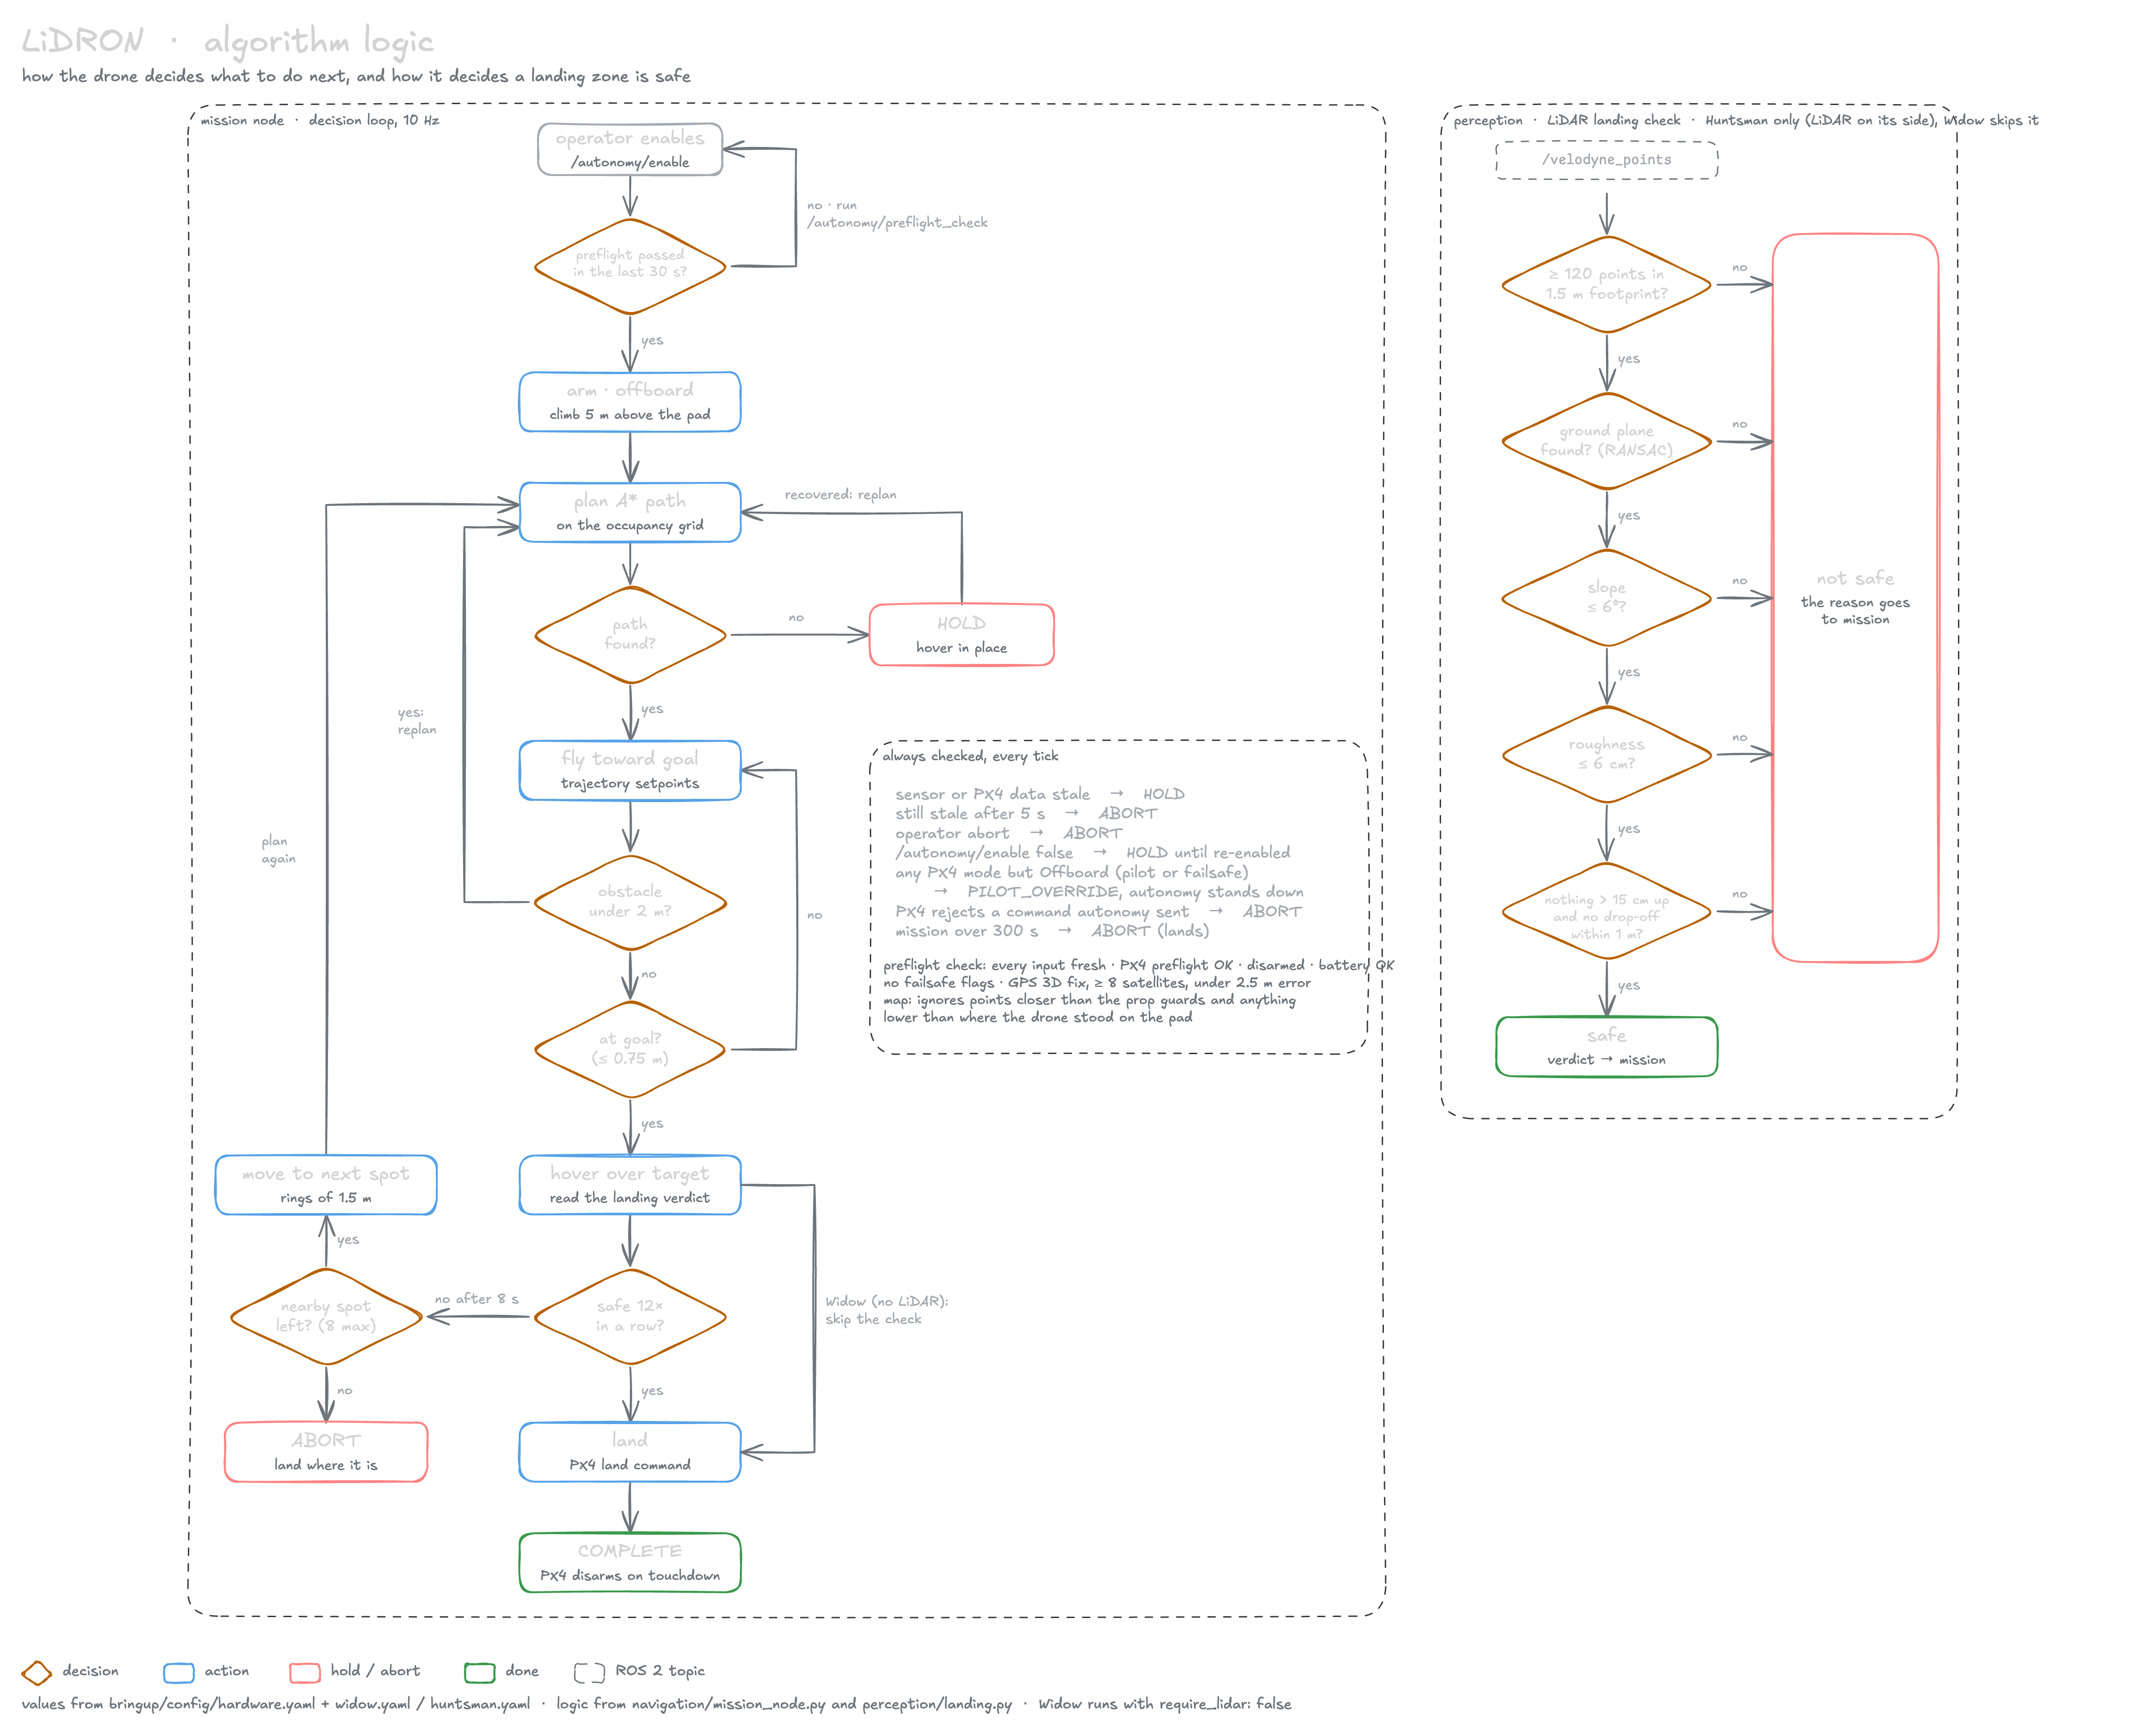 LiDRON · algorithm logic
how the drone decides what to do next, and how it decides a landing zone is safe
mission node · decision loop, 10 Hz
operator enables
/autonomy/enable
no · run
/autonomy/preflight_check
preflight passed
in the last 30 s?
yes
arm · offboard
climb 5 m above the pad
plan A* path
on the occupancy grid
recovered: replan
path
found?
no
HOLD
hover in place
yes
yes:
replan
fly toward goal
trajectory setpoints
plan
again
obstacle
under 2 m?
no
no
at goal?
(≤ 0.75 m)
yes
always checked, every tick
sensor or PX4 data stale → HOLD
still stale after 5 s → ABORT
operator abort → ABORT
/autonomy/enable false → HOLD until re-enabled
any PX4 mode but Offboard (pilot or failsafe)
→ PILOT_OVERRIDE, autonomy stands down
PX4 rejects a command autonomy sent → ABORT
mission over 300 s → ABORT (lands)
preflight check: every input fresh · PX4 preflight OK · disarmed · battery OK
no failsafe flags · GPS 3D fix, ≥ 8 satellites, under 2.5 m error
map: ignores points closer than the prop guards and anything
lower than where the drone stood on the pad
move to next spot
rings of 1.5 m
hover over target
read the landing verdict
yes
nearby spot
left? (8 max)
no after 8 s
safe 12×
in a row?
Widow (no LiDAR):
skip the check
no
yes
ABORT
land where it is
land
PX4 land command
COMPLETE
PX4 disarms on touchdown
perception · LiDAR landing check · Huntsman only (LiDAR on its side), Widow skips it
/velodyne_points
≥ 120 points in
1.5 m footprint?
no
yes
ground plane
found? (RANSAC)
no
yes
slope
≤ 6°?
no
not safe
the reason goes
to mission
yes
roughness
≤ 6 cm?
no
yes
nothing > 15 cm up
and no drop-off
within 1 m?
no
yes
safe
verdict → mission
decision
action
hold / abort
done
ROS 2 topic
values from bringup/config/hardware.yaml + widow.yaml / huntsman.yaml · logic from navigation/mission_node.py and perception/landing.py · Widow runs with require_lidar: false